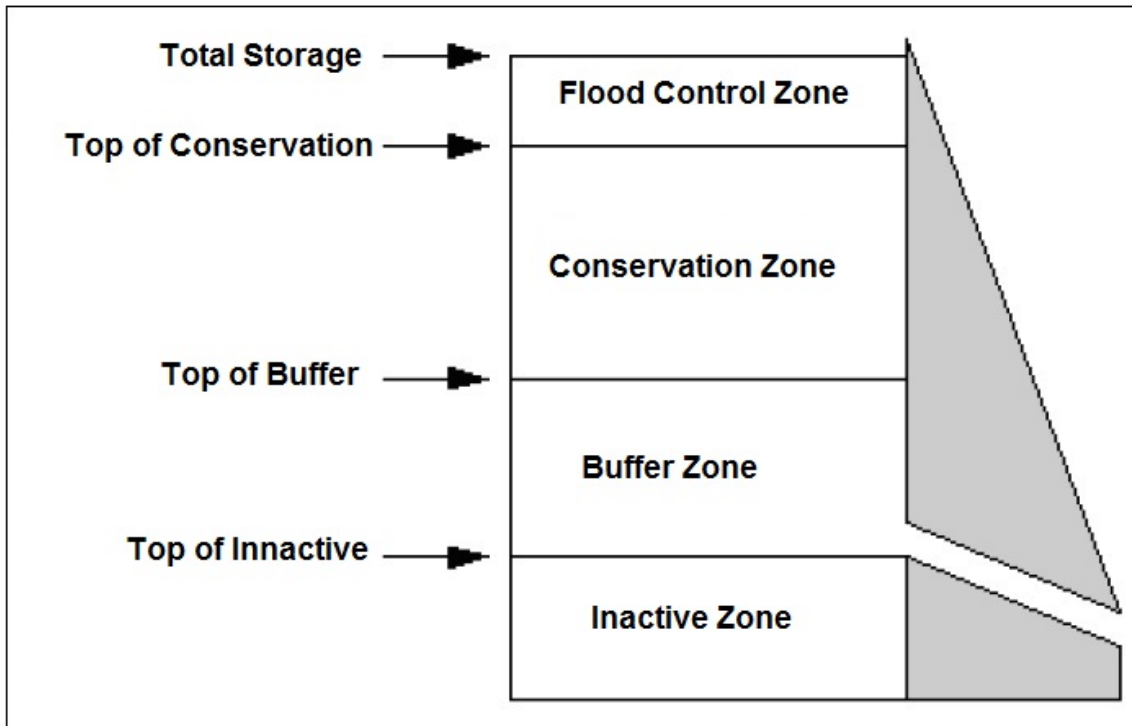 Total Storage
Flood Control Zone
Top of Conservation
Conservation Zone
Top of Buffer
Buffer Zone
Top of Innactive
Inactive Zone